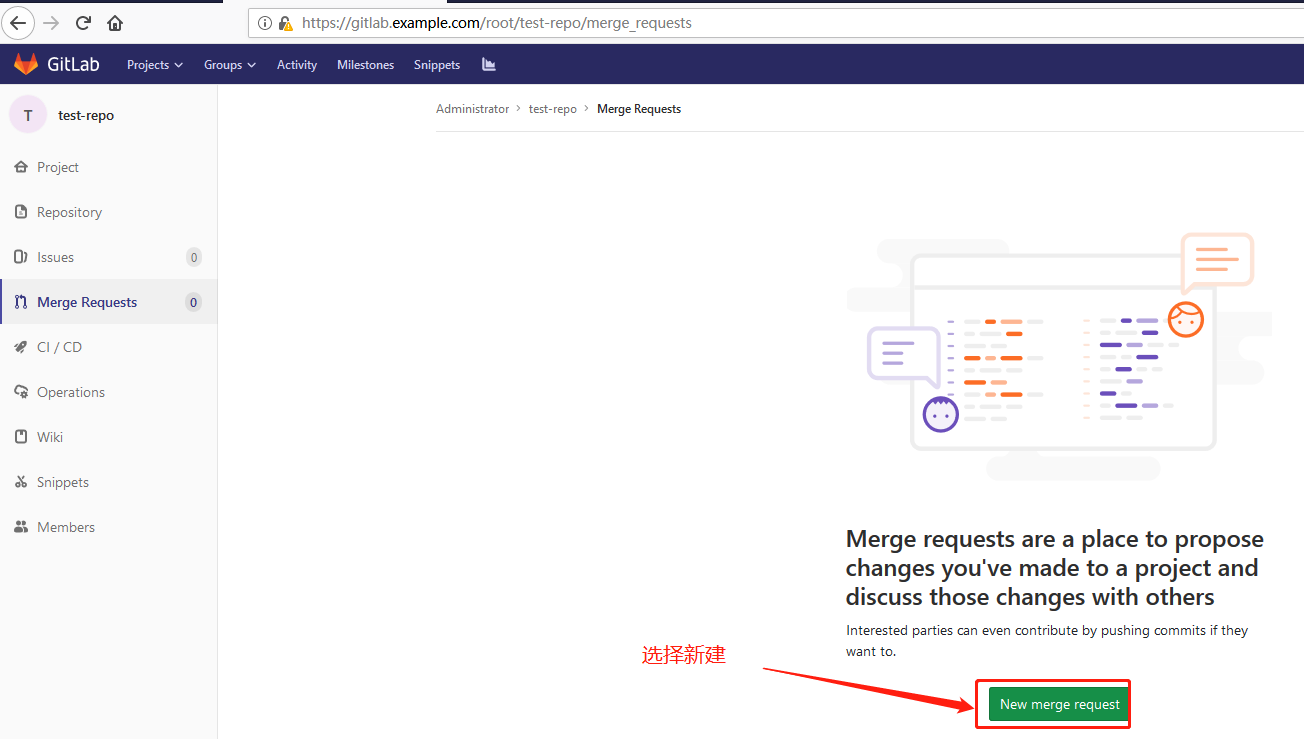 https://gitlab.example.com/root/test-repo/merge_requests
GitLab Projects Groups Activity Milestones Snippets
T test-repo
Administrator > test-repo > Merge Requests
Project
Repository
Issues 0
Merge Requests 0
CI / CD
Operations
Wiki
Snippets
Members
Merge requests are a place to propose
changes you've made to a project and
discuss those changes with others
Interested parties can even contribute by pushing commits if they
want to.
选择新建
New merge request